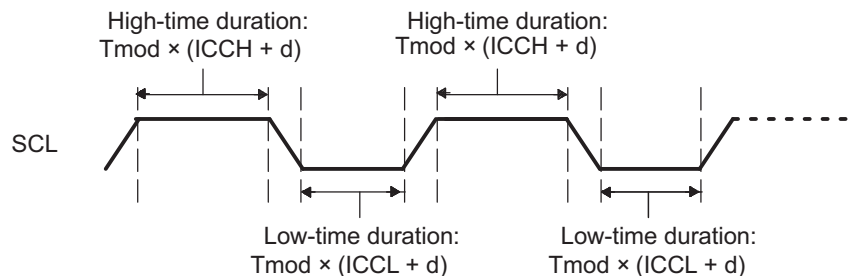 High-time duration:
Tmod × (ICCH + d)
High-time duration:
Tmod × (ICCH + d)
SCL
Low-time duration:
Tmod × (ICCL + d)
Low-time duration:
Tmod × (ICCL + d)